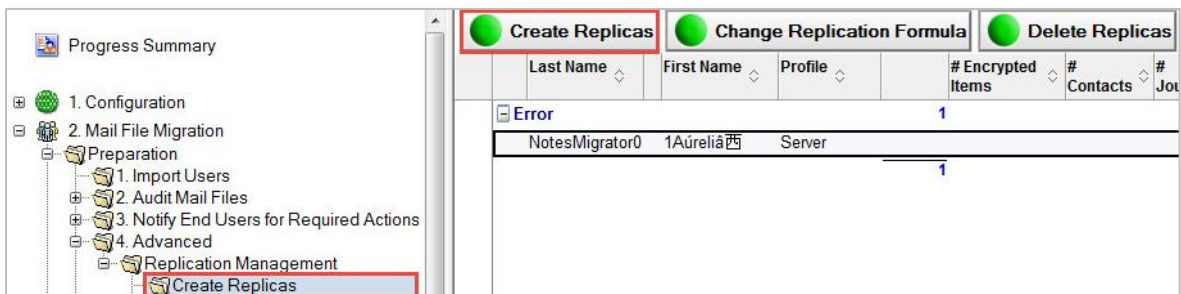 Progress Summary
1. Configuration
2. Mail File Migration
Preparation
1. Import Users
2. Audit Mail Files
3. Notify End Users for Required Actions
4. Advanced
Replication Management
Create Replicas
Create Replicas Change Replication Formula Delete Replicas
Last Name First Name Profile # Encrypted Items # Contacts # Jou
Error 1
NotesMigrator0 1Aúreliâ西 Server
1